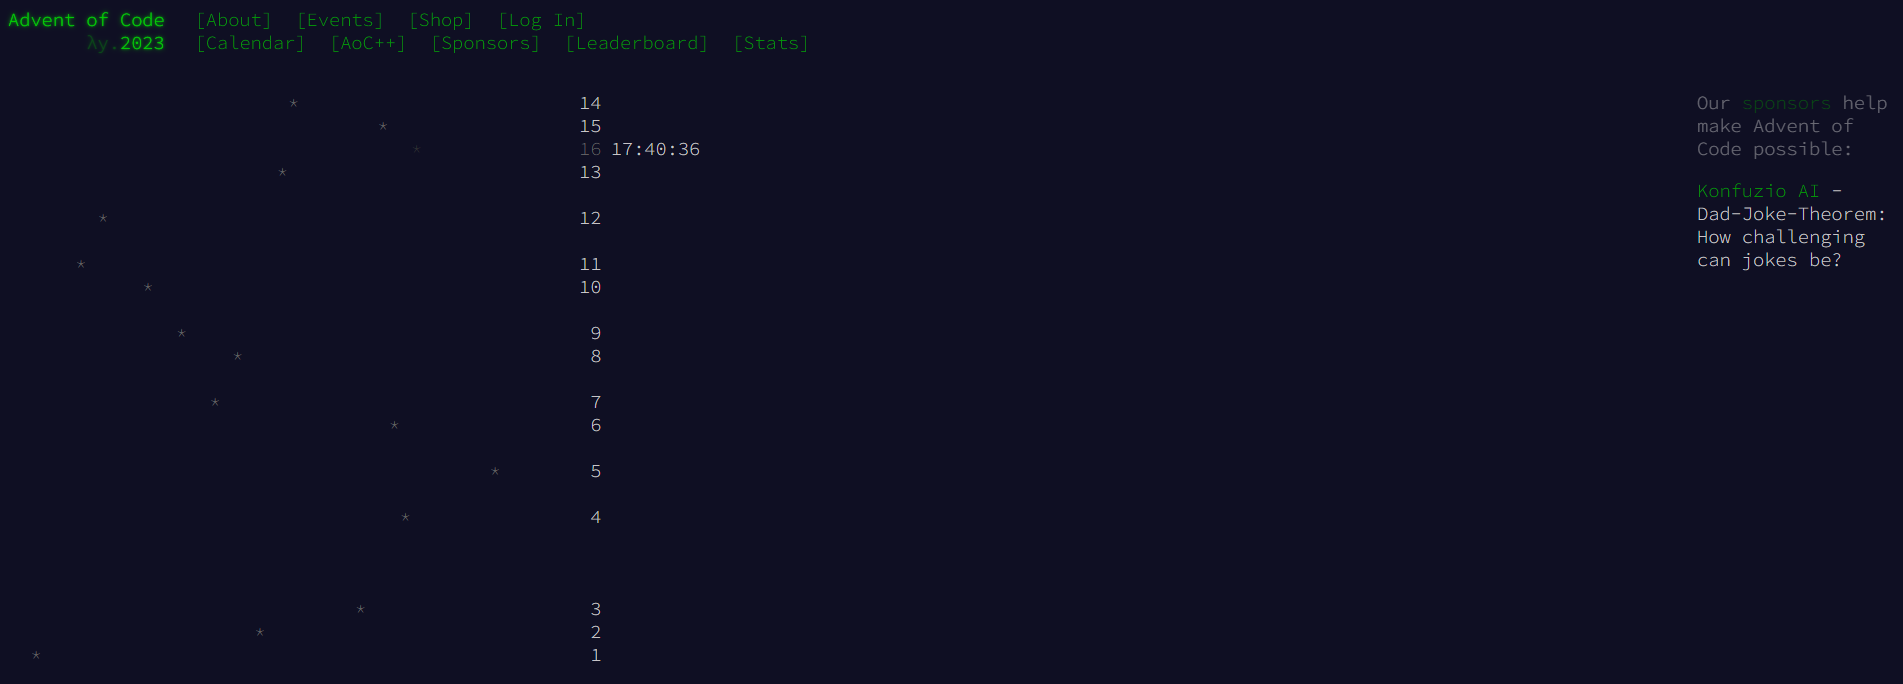 Advent of Code [About] [Events] [Shop] [Log In]
λy.2023 [Calendar] [AoC++] [Sponsors] [Leaderboard] [Stats]
* 14
* 15
* 16 17:40:36
* 13
* 12
* 11
* 10
* 9
* 8
* 7
* 6
* 5
* 4
* 3
* 2
* 1
Our sponsors help
make Advent of
Code possible:
Konfuzio AI -
Dad-Joke-Theorem:
How challenging
can jokes be?